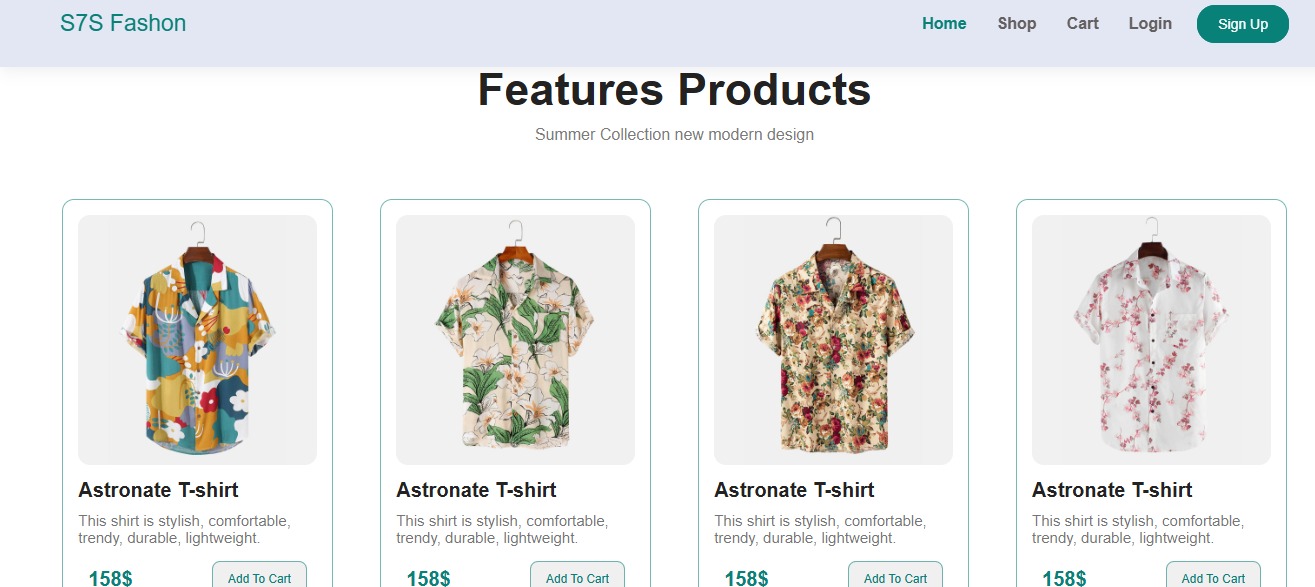 S7S Fashon
Home
Shop
Cart
Login
Sign Up
Features Products
Summer Collection new modern design
Astronate T-shirt
This shirt is stylish, comfortable,
trendy, durable, lightweight.
158$
Add To Cart
Astronate T-shirt
This shirt is stylish, comfortable,
trendy, durable, lightweight.
158$
Add To Cart
Astronate T-shirt
This shirt is stylish, comfortable,
trendy, durable, lightweight.
158$
Add To Cart
Astronate T-shirt
This shirt is stylish, comfortable,
trendy, durable, lightweight.
158$
Add To Cart